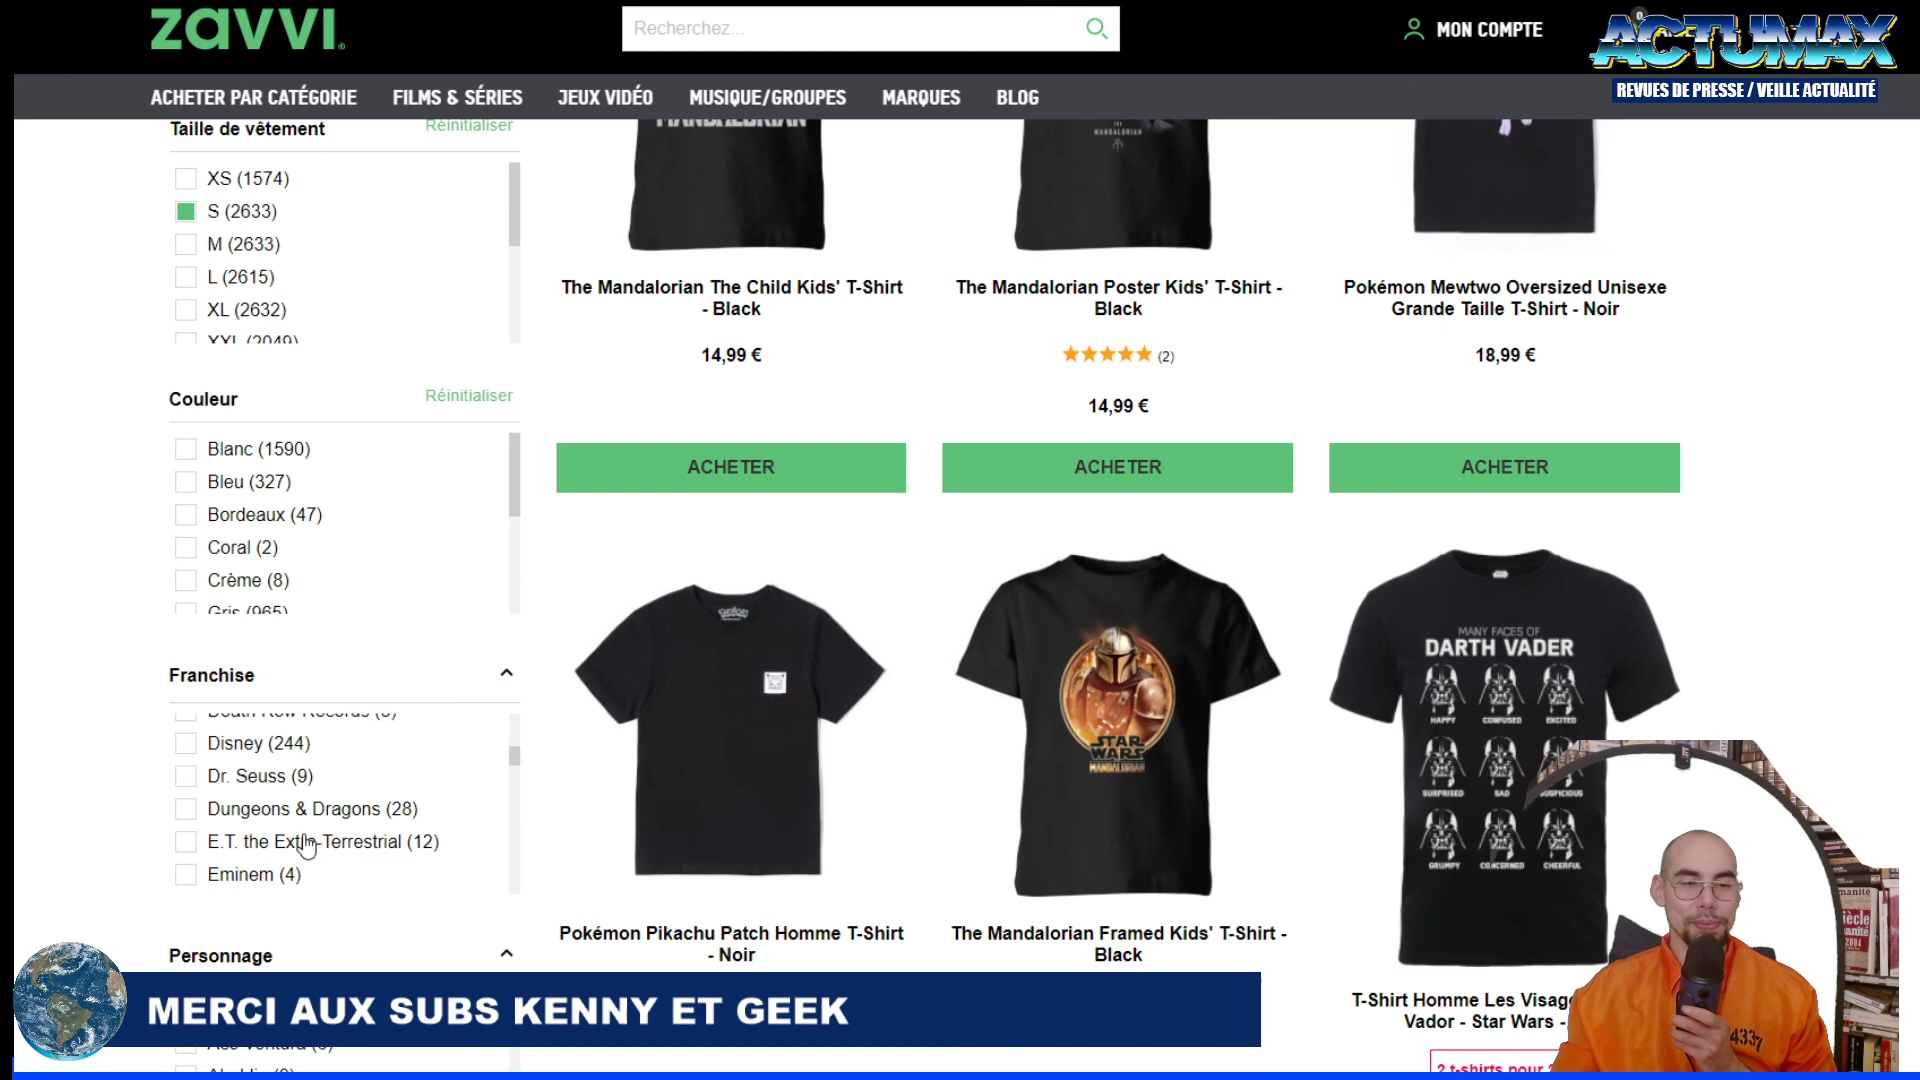 zavvi
Recherchez...
MON COMPTE
0
ACTUMAX
REVUES DE PRESSE / VEILLE ACTUALITÉ
ACHETER PAR CATÉGORIE
FILMS & SÉRIES
JEUX VIDÉO
MUSIQUE/GROUPES
MARQUES
BLOG
Taille de vêtement
Réinitialiser
XS (1574)
S (2633)
M (2633)
L (2615)
XL (2632)
XXL (2049)
Couleur
Réinitialiser
Blanc (1590)
Bleu (327)
Bordeaux (47)
Coral (2)
Crème (8)
Gris (965)
Franchise
Disney (244)
Dr. Seuss (9)
Dungeons & Dragons (28)
E.T. the Extra-Terrestrial (12)
Eminem (4)
Personnage
MANDALORIAN
THE
MANDALORIAN
The Mandalorian The Child Kids' T-Shirt
- Black
14,99 €
ACHETER
The Mandalorian Poster Kids' T-Shirt -
Black
(2)
14,99 €
ACHETER
Pokémon Mewtwo Oversized Unisexe
Grande Taille T-Shirt - Noir
18,99 €
ACHETER
Pokémon Pikachu Patch Homme T-Shirt
- Noir
STAR
WARS
MANDALORIAN
The Mandalorian Framed Kids' T-Shirt -
Black
MANY FACES OF
DARTH VADER
HAPPY
CONFUSED
EXCITED
SURPRISED
SAD
SUSPICIOUS
GRUMPY
CONCERNED
CHEERFUL
T-Shirt Homme Les Visag
Vador - Star Wars -
2 t-shirts pour
MERCI AUX SUBS KENNY ET GEEK
4337